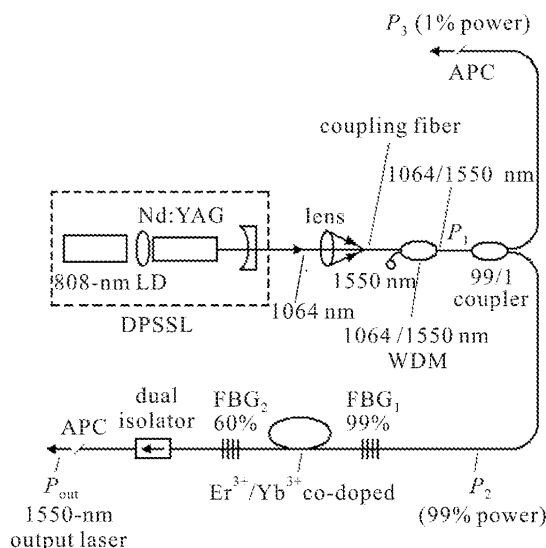 P3 (1% power)
APC
coupling fiber
1064/1550 nm
Nd:YAG
lens
P1
808-nm LD
1550 nm
99/1
coupler
DPSSL
1064 nm
1064/1550 nm
WDM
dual
isolator
FBG2
60%
FBG1
99%
APC
Pout
1550-nm
output laser
Er3+/Yb3+ co-doped
P2
(99% power)